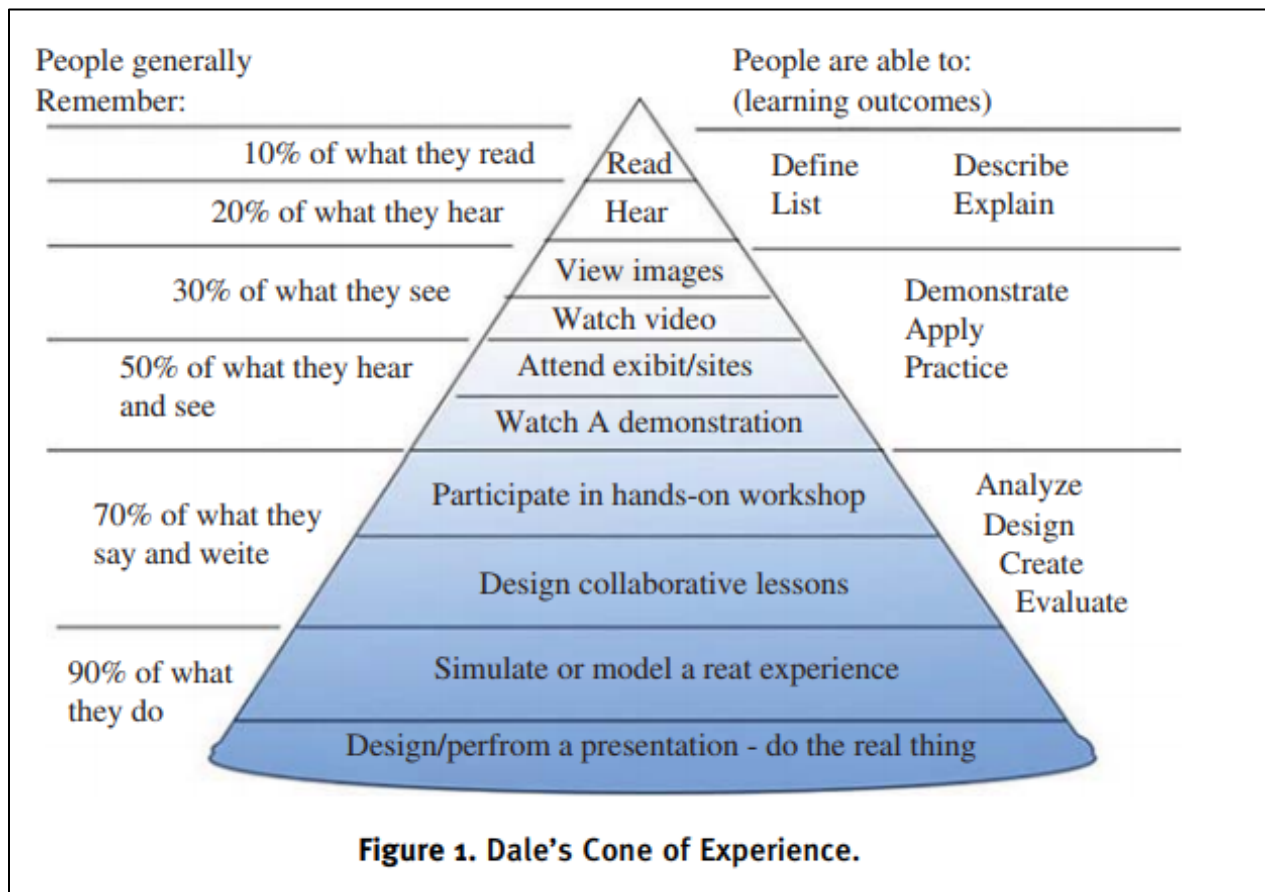 People generally
Remember:
People are able to:
(learning outcomes)
10% of what they read
Read
Define
Describe
List
Explain
20% of what they hear
Hear
30% of what they see
View images
Watch video
Demonstrate
Apply
Practice
50% of what they hear
and see
Attend exibit/sites
Watch A demonstration
70% of what they
say and weite
Participate in hands-on workshop
Design collaborative lessons
Analyze
Design
Create
Evaluate
90% of what
they do
Simulate or model a reat experience
Design/perfrom a presentation - do the real thing
Figure 1. Dale's Cone of Experience.